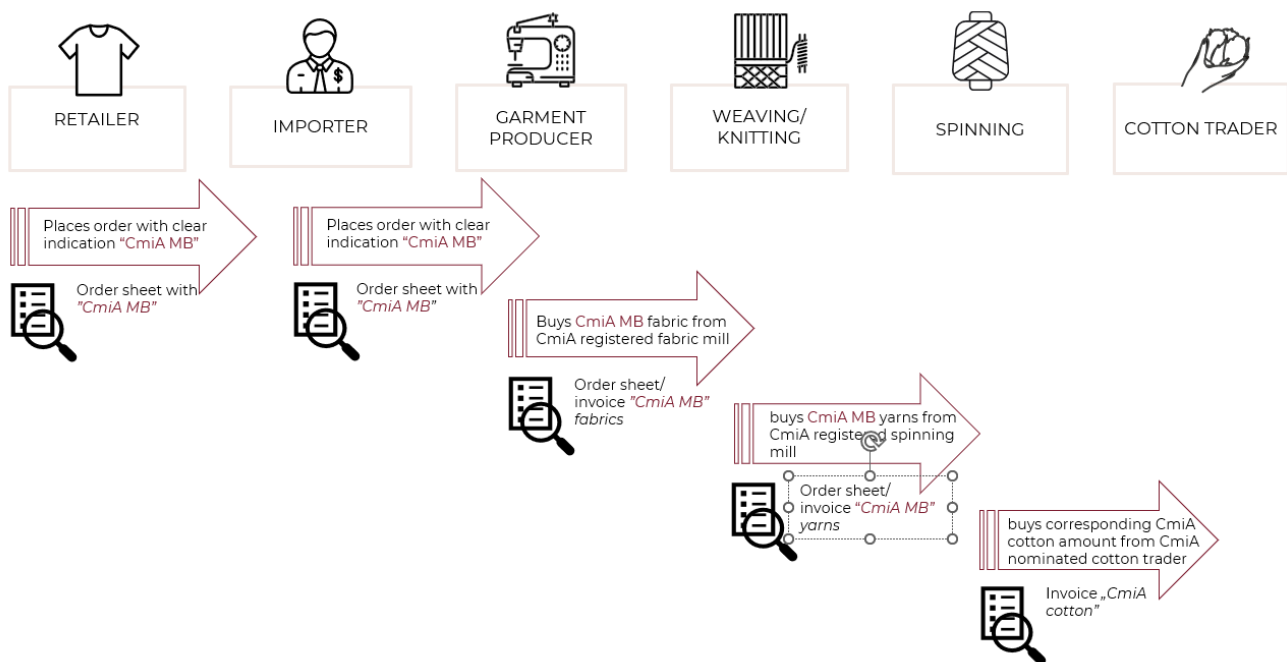 RETAILER
IMPORTER
GARMENT
PRODUCER
WEAVING/
KNITTING
SPINNING
COTTON TRADER
Places order with clear
indication “CmiA MB”
Order sheet with
”CmiA MB”
Places order with clear
indication “CmiA MB”
Order sheet with
”CmiA MB”
Buys CmiA MB fabric from
CmiA registered fabric mill
Order sheet/
invoice ”CmiA MB”
fabrics
buys CmiA MB yarns from
CmiA registered spinning
mill
Order sheet/
invoice “CmiA MB”
yarns
buys corresponding CmiA
cotton amount from CmiA
nominated cotton trader
Invoice „CmiA
cotton”